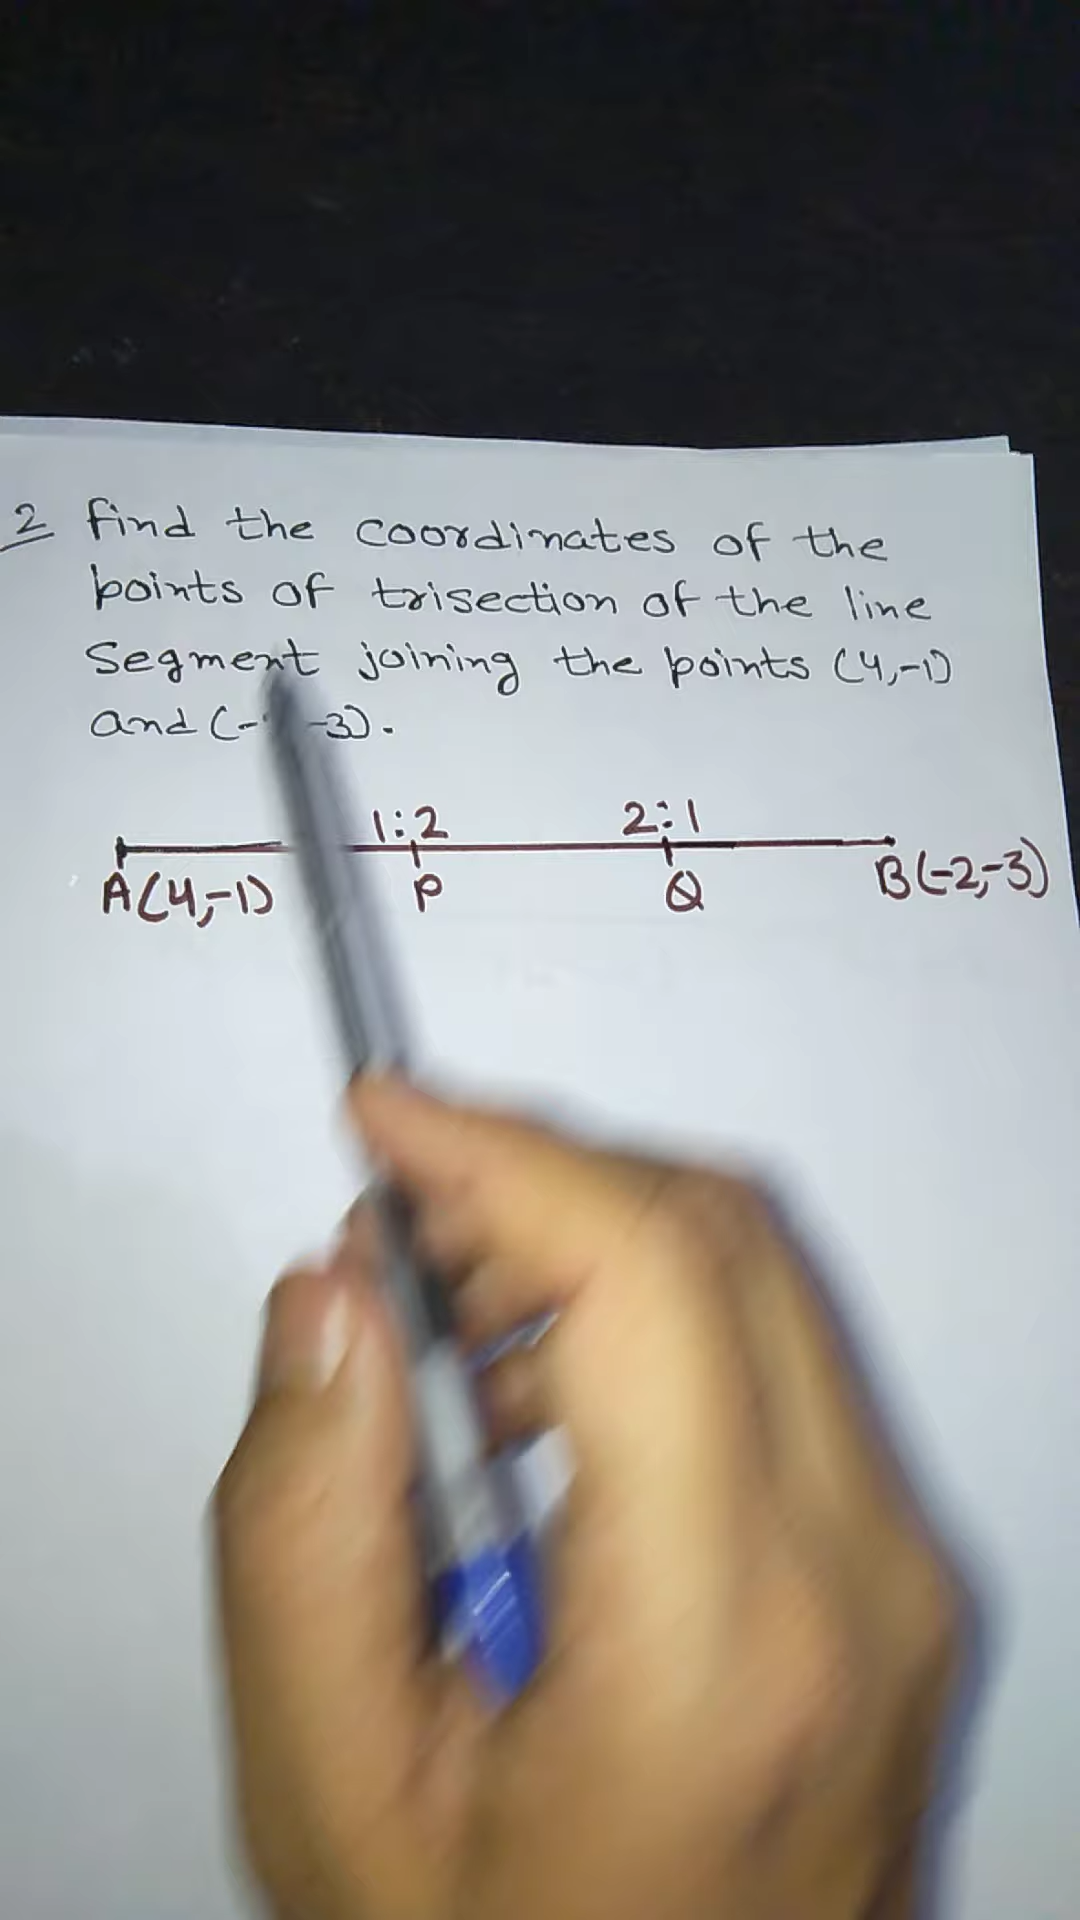 2 find the coordinates of the
points of trisection of the line
Segment joining the points (4,-1)
and (- -3).
1:2 2:1
A(4,-1) P Q B(-2,-3)